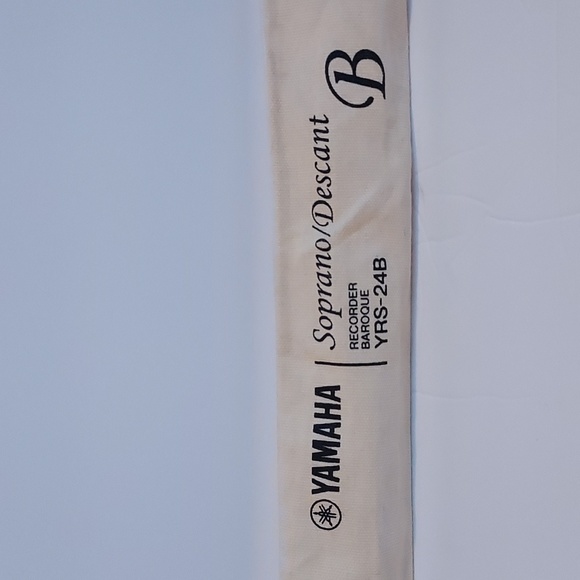 YAMAHA
Soprano/Descant
RECORDER
BAROQUE
YRS-24B
B